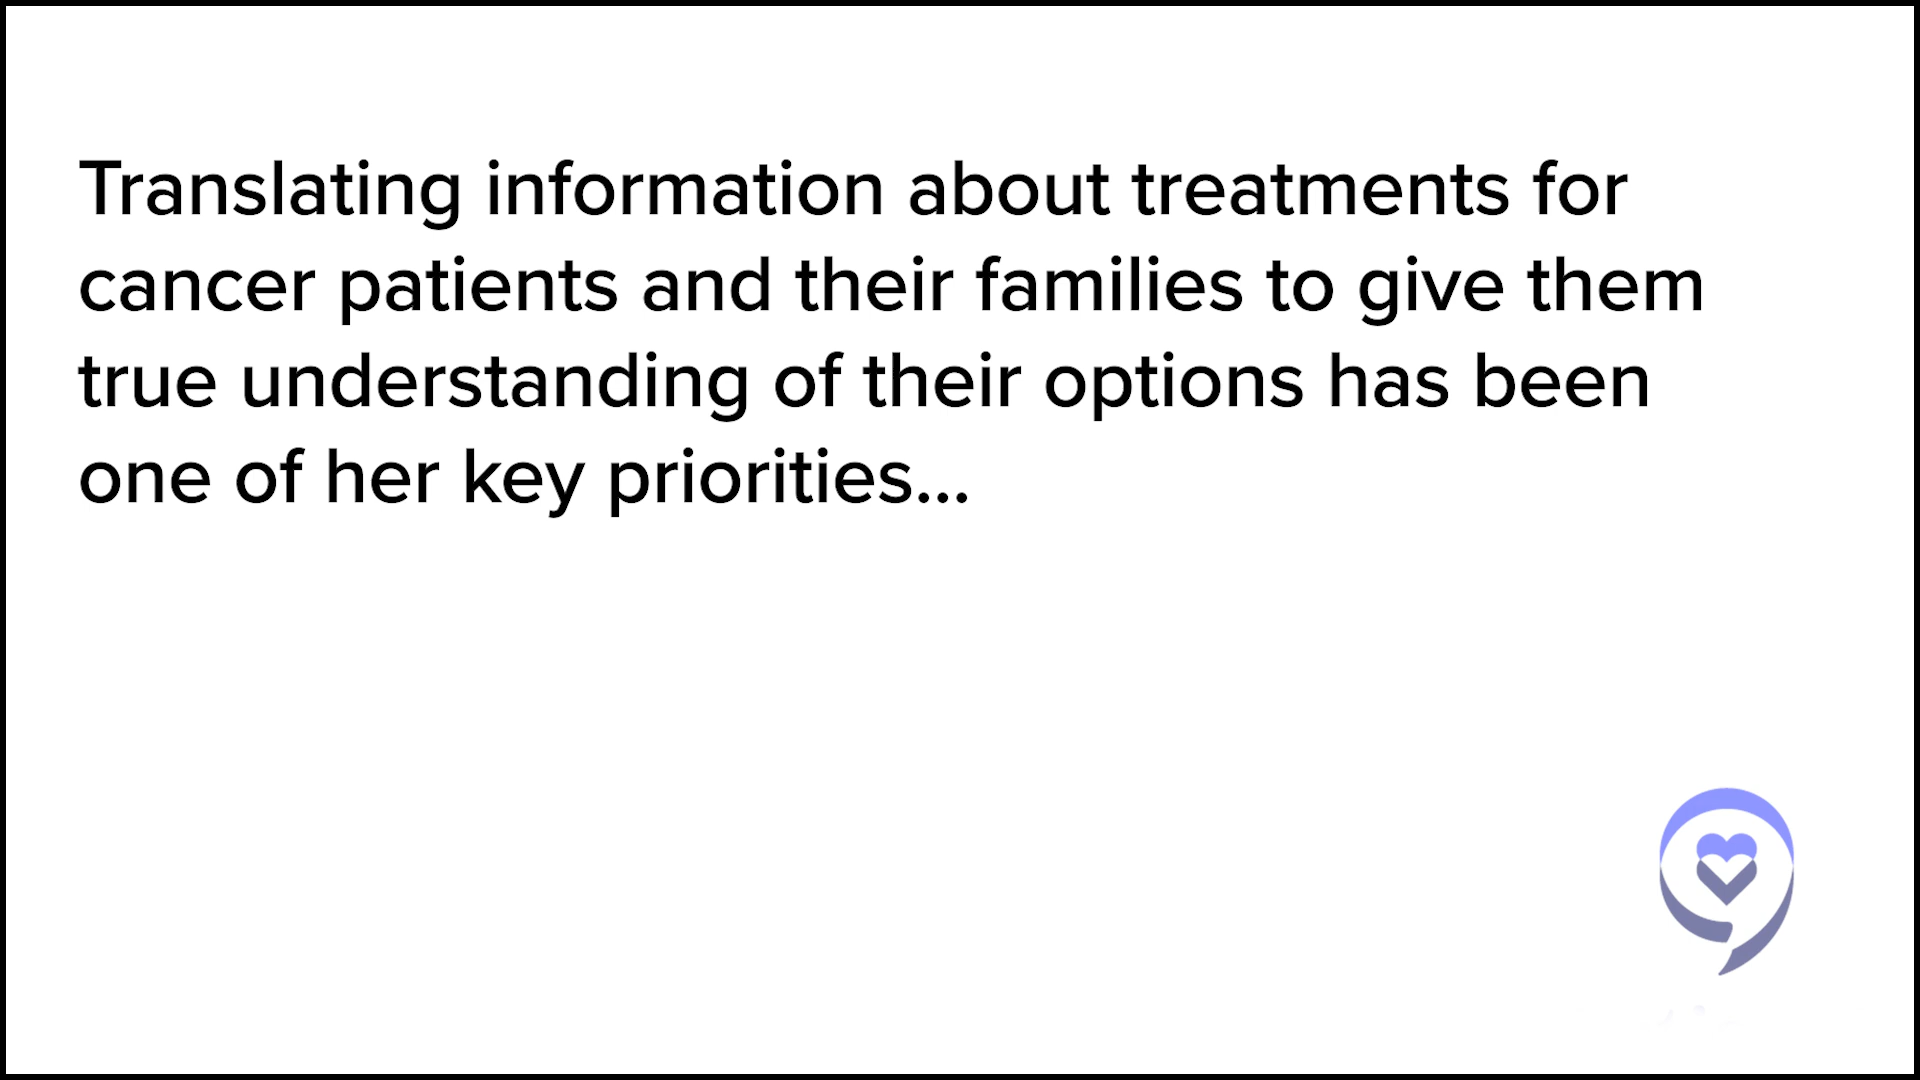 Translating information about treatments for
cancer patients and their families to give them
true understanding of their options has been
one of her key priorities...